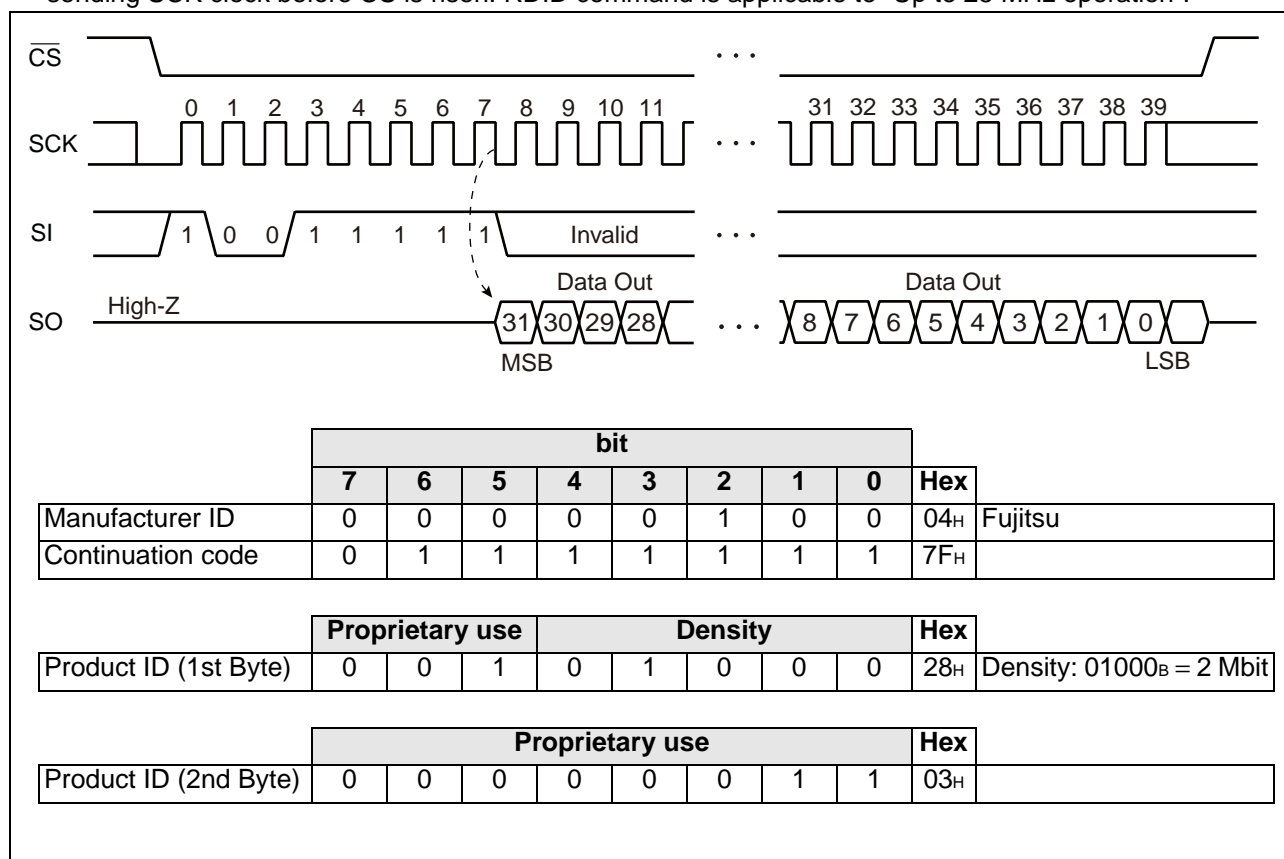 sending SCK clock before CS is risen. RDID command is applicable to "Up to 25 MHz operation".
CS
0 1 2 3 4 5 6 7 8 9 10 11 31 32 33 34 35 36 37 38 39
SCK
SI 1 0 0 1 1 1 1 1 Invalid
Data Out Data Out
High-Z
SO 31 30 29 28 8 7 6 5 4 3 2 1 0
MSB LSB
bit
7 6 5 4 3 2 1 0 Hex
Manufacturer ID 0 0 0 0 0 1 0 0 04H Fujitsu
Continuation code 0 1 1 1 1 1 1 1 7FH
Proprietary use Density Hex
Product ID (1st Byte) 0 0 1 0 1 0 0 0 28H Density: 01000B = 2 Mbit
Proprietary use Hex
Product ID (2nd Byte) 0 0 0 0 0 0 1 1 03H